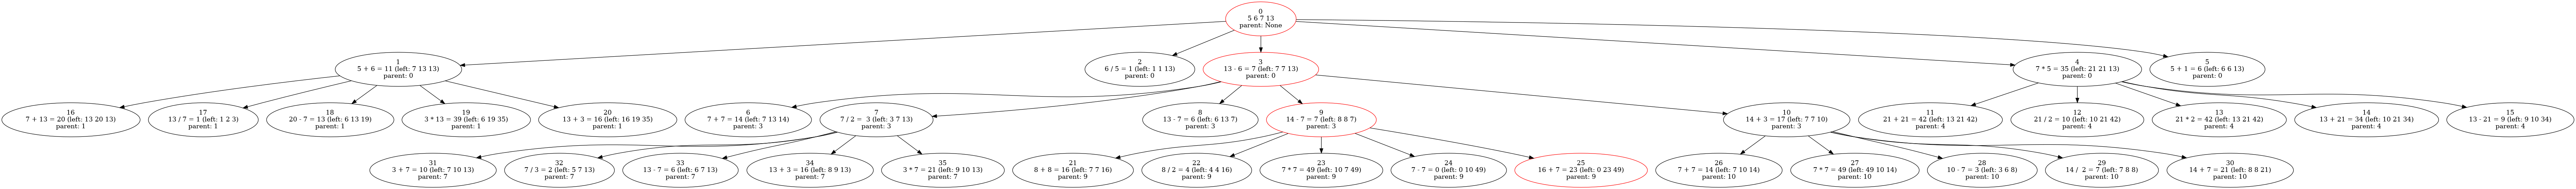 0
5 6 7 13
parent: None
1
5 + 6 = 11 (left: 7 13 13)
parent: 0
2
6 / 5 = 1 (left: 1 1 13)
parent: 0
3
13 - 6 = 7 (left: 7 7 13)
parent: 0
4
7 * 5 = 35 (left: 21 21 13)
parent: 0
5
5 + 1 = 6 (left: 6 6 13)
parent: 0
16
7 + 13 = 20 (left: 13 20 13)
parent: 1
17
13 / 7 = 1 (left: 1 2 3)
parent: 1
18
20 - 7 = 13 (left: 6 13 19)
parent: 1
19
3 * 13 = 39 (left: 6 19 35)
parent: 1
20
13 + 3 = 16 (left: 16 19 35)
parent: 1
6
7 + 7 = 14 (left: 7 13 14)
parent: 3
7
7 / 2 =  3 (left: 3 7 13)
parent: 3
8
13 - 7 = 6 (left: 6 13 7)
parent: 3
9
14 - 7 = 7 (left: 8 8 7)
parent: 3
10
14 + 3 = 17 (left: 7 7 10)
parent: 3
11
21 + 21 = 42 (left: 13 21 42)
parent: 4
12
21 / 2 = 10 (left: 10 21 42)
parent: 4
13
21 * 2 = 42 (left: 13 21 42)
parent: 4
14
13 + 21 = 34 (left: 10 21 34)
parent: 4
15
13 - 21 = 9 (left: 9 10 34)
parent: 4
31
3 + 7 = 10 (left: 7 10 13)
parent: 7
32
7 / 3 = 2 (left: 5 7 13)
parent: 7
33
13 - 7 = 6 (left: 6 7 13)
parent: 7
34
13 + 3 = 16 (left: 8 9 13)
parent: 7
35
3 * 7 = 21 (left: 9 10 13)
parent: 7
21
8 + 8 = 16 (left: 7 7 16)
parent: 9
22
8 / 2 = 4 (left: 4 4 16)
parent: 9
23
7 * 7 = 49 (left: 10 7 49)
parent: 9
24
7 - 7 = 0 (left: 0 10 49)
parent: 9
25
16 + 7 = 23 (left: 0 23 49)
parent: 9
26
7 + 7 = 14 (left: 7 10 14)
parent: 10
27
7 * 7 = 49 (left: 49 10 14)
parent: 10
28
10 - 7 = 3 (left: 3 6 8)
parent: 10
29
14 /  2 = 7 (left: 7 8 8)
parent: 10
30
14 + 7 = 21 (left: 8 8 21)
parent: 10